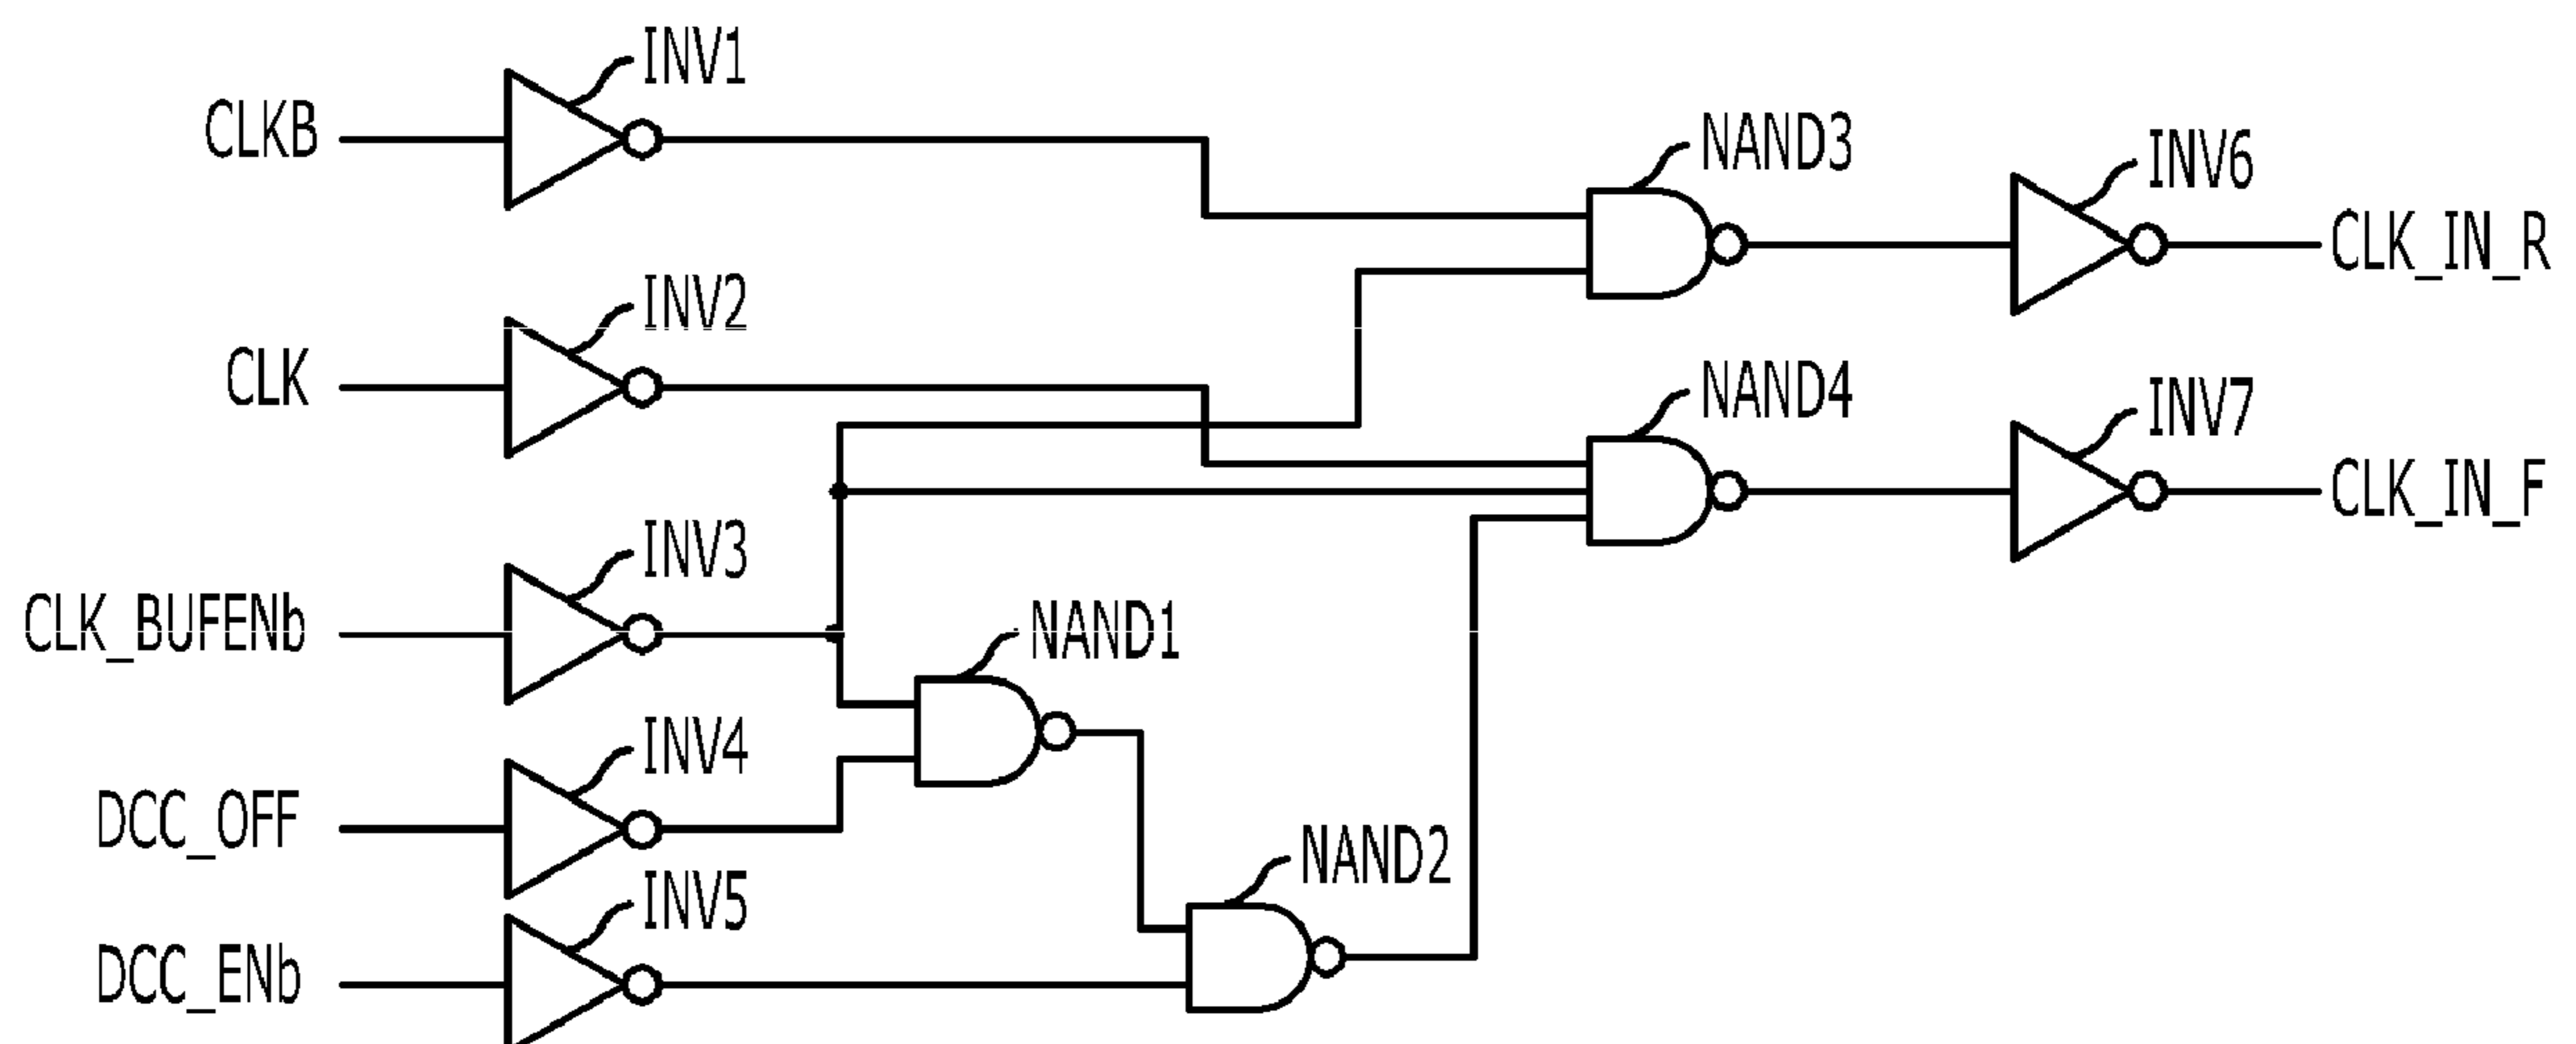 INV1
CLKB
NAND3
INV6
CLK_IN_R
INV2
CLK
NAND4
INV7
CLK_IN_F
INV3
CLK_BUFENb
NAND1
INV4
DCC_OFF
NAND2
INV5
DCC_ENb